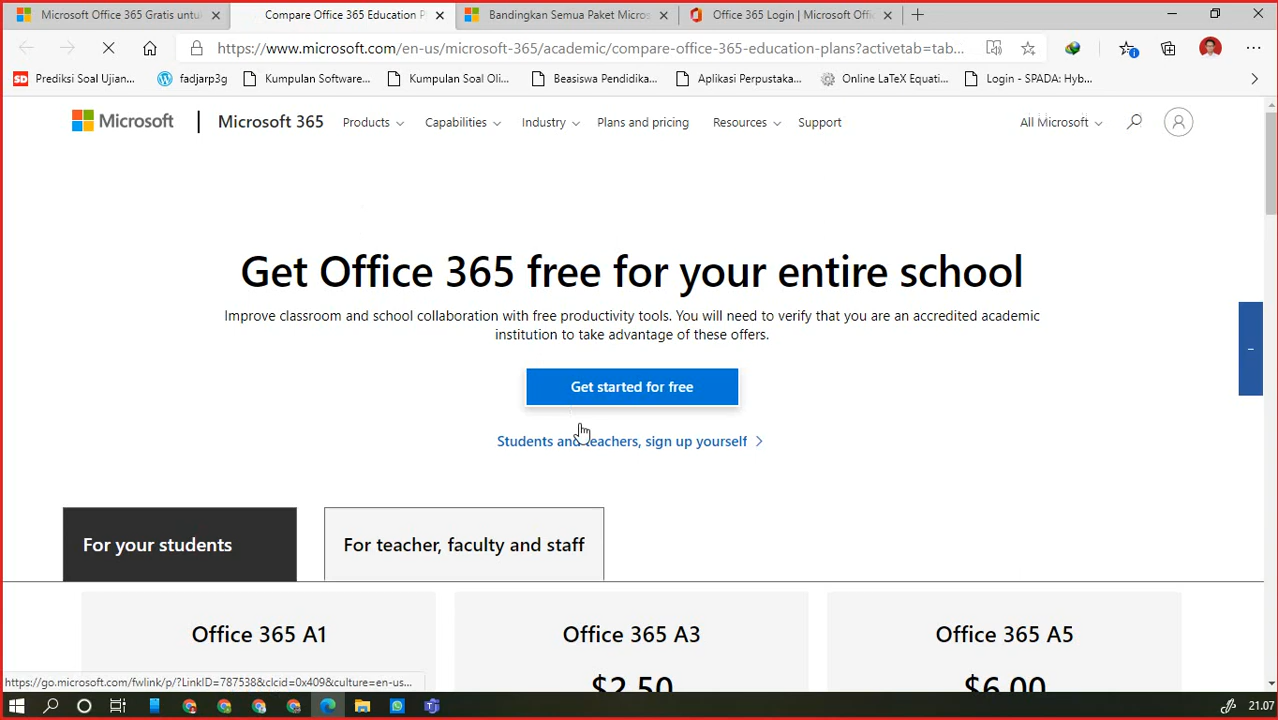 Microsoft Office 365 Gratis untu
Compare Office 365 Education P
Bandingkan Semua Paket Micros
Office 365 Login | Microsoft Offi
https://www.microsoft.com/en-us/microsoft-365/academic/compare-office-365-education-plans?activetab=tab...
SD Prediksi Soal Ujian...
fadjarp3g
Kumpulan Software...
Kumpulan Soal Oli...
Beasiswa Pendidika...
Aplikasi Perpustaka...
Online LaTeX Equati...
Login - SPADA: Hyb...
Microsoft
Microsoft 365
Products
Capabilities
Industry
Plans and pricing
Resources
Support
All Microsoft
Get Office 365 free for your entire school
Improve classroom and school collaboration with free productivity tools. You will need to verify that you are an accredited academic
institution to take advantage of these offers.
Get started for free
Students and teachers, sign up yourself
For your students
For teacher, faculty and staff
Office 365 A1
Office 365 A3
Office 365 A5
$2.50
$6.00
https://go.microsoft.com/fwlink/p/?LinkID=787538&clcid=0x409&culture=en-us...
21.07